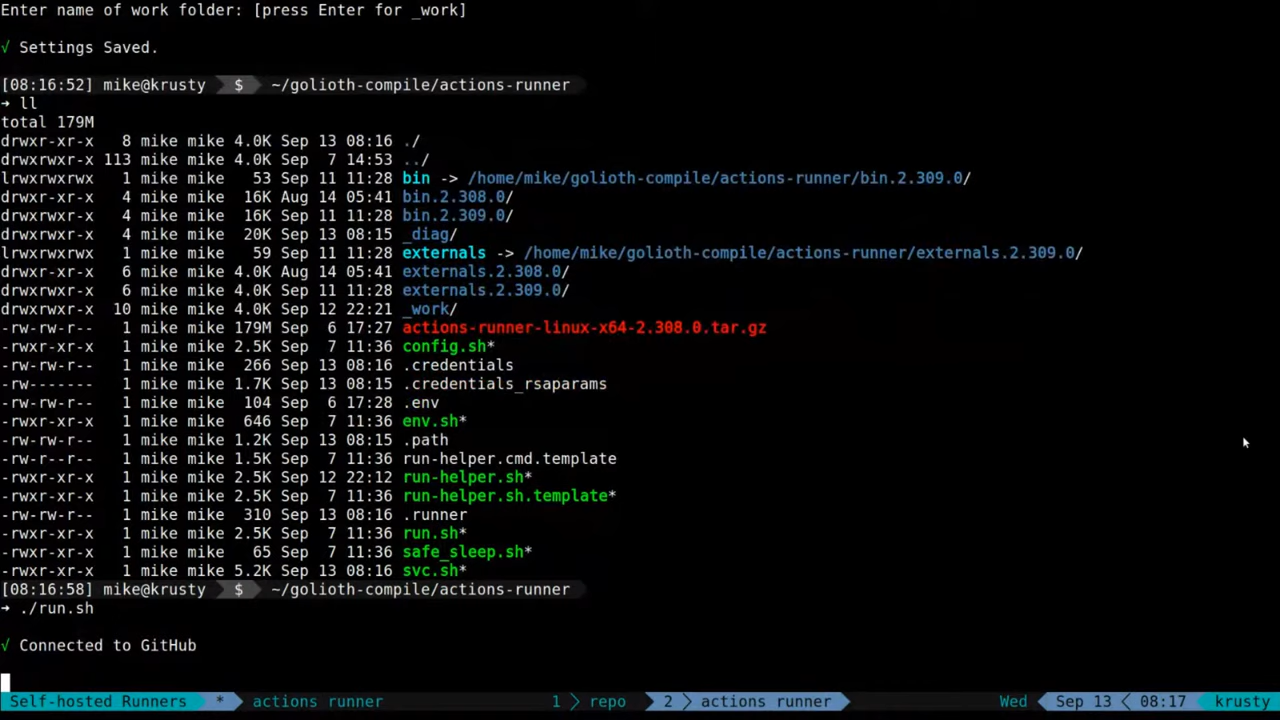 Enter name of work folder: [press Enter for _work]
√ Settings Saved.
[08:16:52] mike@krusty $ ~/golioth-compile/actions-runner
➜ ll
total 179M
drwxr-xr-x   8 mike mike 4.0K Sep 13 08:16 ./
drwxr-xr-x 113 mike mike 4.0K Sep  7 14:53 ../
lrwxrwxrwx   1 mike mike   53 Sep 11 11:28 bin -> /home/mike/golioth-compile/actions-runner/bin.2.309.0/
drwxr-xr-x   4 mike mike  16K Aug 14 05:41 bin.2.308.0/
drwxr-xr-x   4 mike mike  16K Sep 11 11:28 bin.2.309.0/
drwxr-xr-x   4 mike mike  20K Sep 13 08:15 _diag/
lrwxrwxrwx   1 mike mike   59 Sep 11 11:28 externals -> /home/mike/golioth-compile/actions-runner/externals.2.309.0/
drwxr-xr-x   6 mike mike 4.0K Aug 14 05:41 externals.2.308.0/
drwxr-xr-x   6 mike mike 4.0K Sep 11 11:28 externals.2.309.0/
drwxrwxr-x  10 mike mike 4.0K Sep 12 22:21 _work/
-rw-rw-r--   1 mike mike 179M Sep  6 17:27 actions-runner-linux-x64-2.308.0.tar.gz
-rwxr-xr-x   1 mike mike 2.5K Sep  7 11:36 config.sh*
-rw-rw-r--   1 mike mike  266 Sep 13 08:16 .credentials
-rw-------   1 mike mike 1.7K Sep 13 08:15 .credentials_rsaparams
-rw-rw-r--   1 mike mike  104 Sep  6 17:28 .env
-rwxr-xr-x   1 mike mike  646 Sep  7 11:36 env.sh*
-rw-rw-r--   1 mike mike 1.2K Sep 13 08:15 .path
-rw-r--r--   1 mike mike 1.5K Sep  7 11:36 run-helper.cmd.template
-rwxr-xr-x   1 mike mike 2.5K Sep 12 22:12 run-helper.sh*
-rwxr-xr-x   1 mike mike 2.5K Sep  7 11:36 run-helper.sh.template*
-rw-rw-r--   1 mike mike  310 Sep 13 08:16 .runner
-rwxr-xr-x   1 mike mike 2.5K Sep  7 11:36 run.sh*
-rwxr-xr-x   1 mike mike   65 Sep  7 11:36 safe_sleep.sh*
-rwxr-xr-x   1 mike mike 5.2K Sep 13 08:16 svc.sh*
[08:16:58] mike@krusty $ ~/golioth-compile/actions-runner
➜ ./run.sh
√ Connected to GitHub
Self-hosted Runners * actions runner 1 repo 2 actions runner Wed Sep 13 08:17 krusty